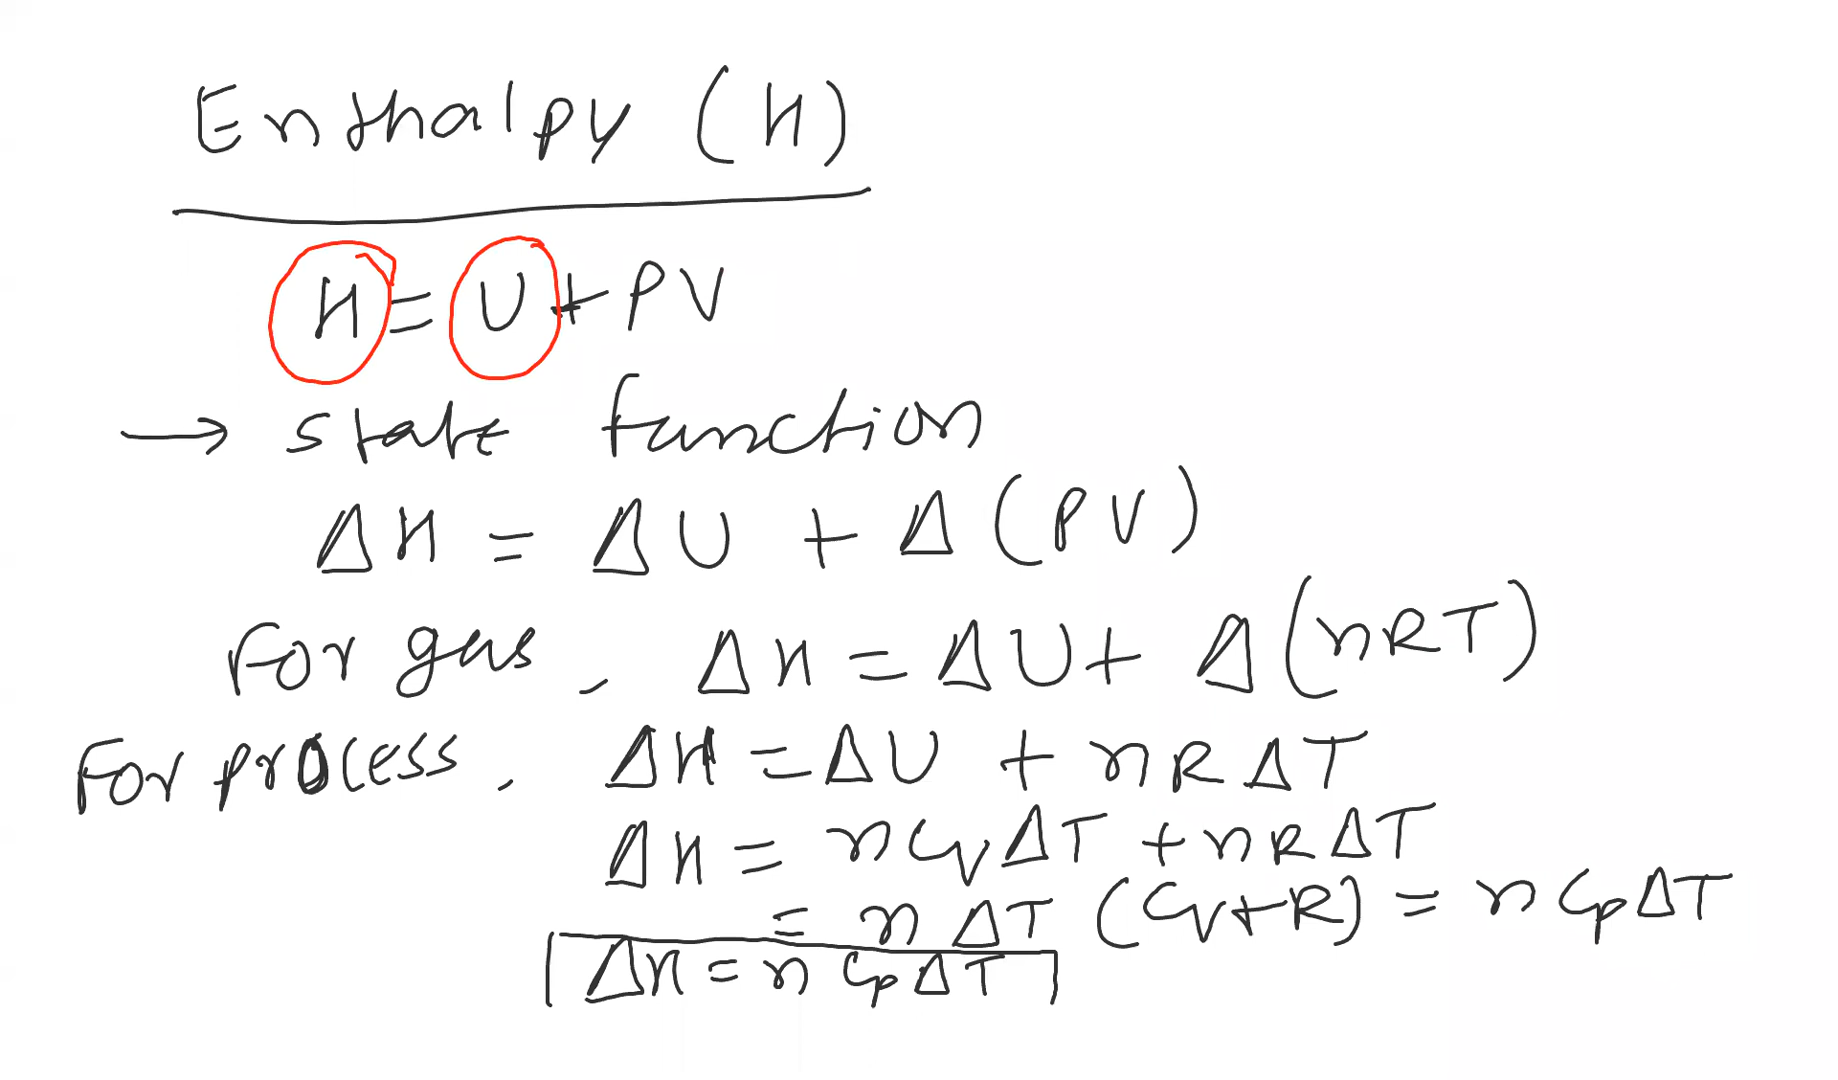 Enthalpy (H)
H = U + PV
→ state function
ΔH = ΔU + Δ(PV)
For gas, ΔH = ΔU + Δ(nRT)
For process, ΔH = ΔU + nRΔT
ΔH = nCvΔT + nRΔT
= nΔT (Cv+R) = nCpΔT
ΔH = nCpΔT